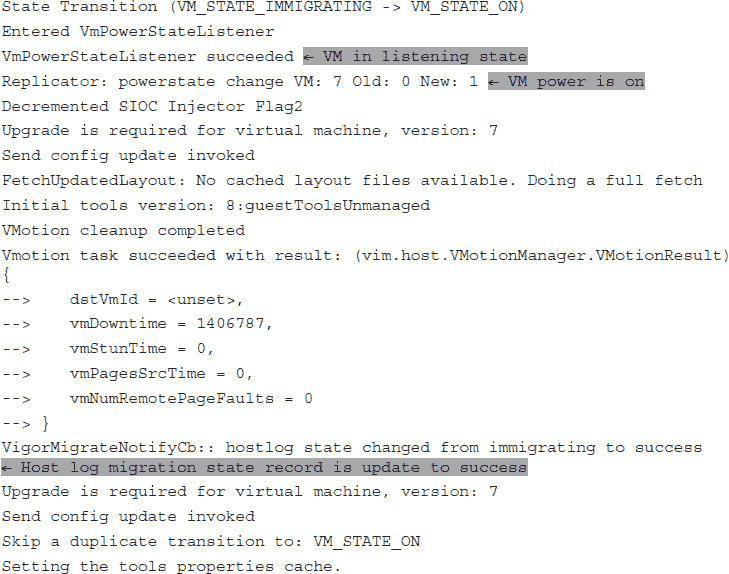 State Transition (VM_STATE_IMMIGRATING -> VM_STATE_ON)
Entered VmPowerStateListener
VmPowerStateListener succeeded ← VM in listening state
Replicator: powerstate change VM: 7 Old: 0 New: 1 ← VM power is on
Decremented SIOC Injector Flag2
Upgrade is required for virtual machine, version: 7
Send config update invoked
FetchUpdatedLayout: No cached layout files available. Doing a full fetch
Initial tools version: 8:guestToolsUnmanaged
VMotion cleanup completed
Vmotion task succeeded with result: (vim.host.VMotionManager.VMotionResult)
{
-->    dstVmId = <unset>,
-->    vmDowntime = 1406787,
-->    vmStunTime = 0,
-->    vmPagesSrcTime = 0,
-->    vmNumRemotePageFaults = 0
--> }
VigorMigrateNotifyCb:: hostlog state changed from immigrating to success
← Host log migration state record is update to success
Upgrade is required for virtual machine, version: 7
Send config update invoked
Skip a duplicate transition to: VM_STATE_ON
Setting the tools properties cache.